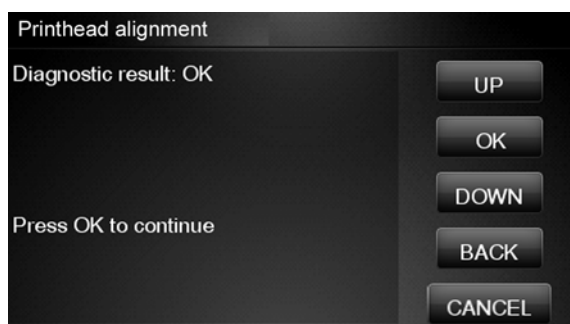 Printhead alignment
Diagnostic result: OK
UP
OK
DOWN
Press OK to continue
BACK
CANCEL